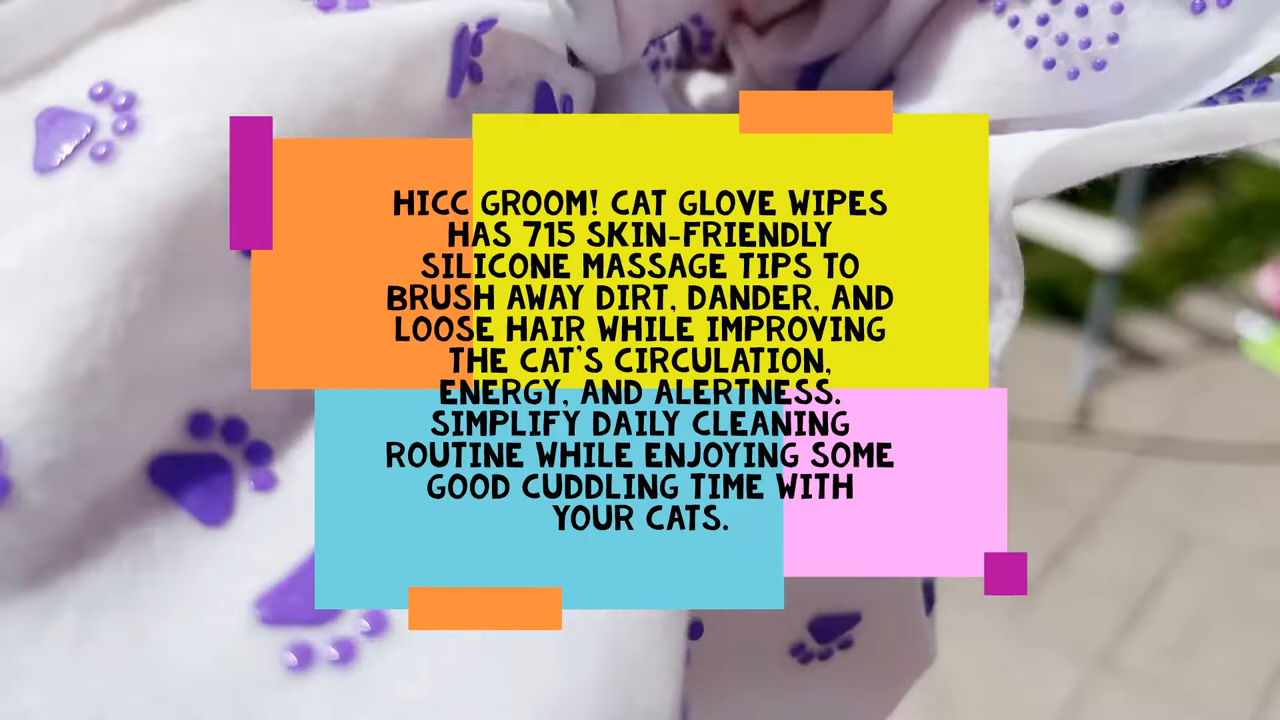 HICC GROOM! CAT GLOVE WIPES
HAS 715 SKIN-FRIENDLY
SILICONE MASSAGE TIPS TO
BRUSH AWAY DIRT, DANDER, AND
LOOSE HAIR WHILE IMPROVING
THE CAT'S CIRCULATION,
ENERGY, AND ALERTNESS.
SIMPLIFY DAILY CLEANING
ROUTINE WHILE ENJOYING SOME
GOOD CUDDLING TIME WITH
YOUR CATS.